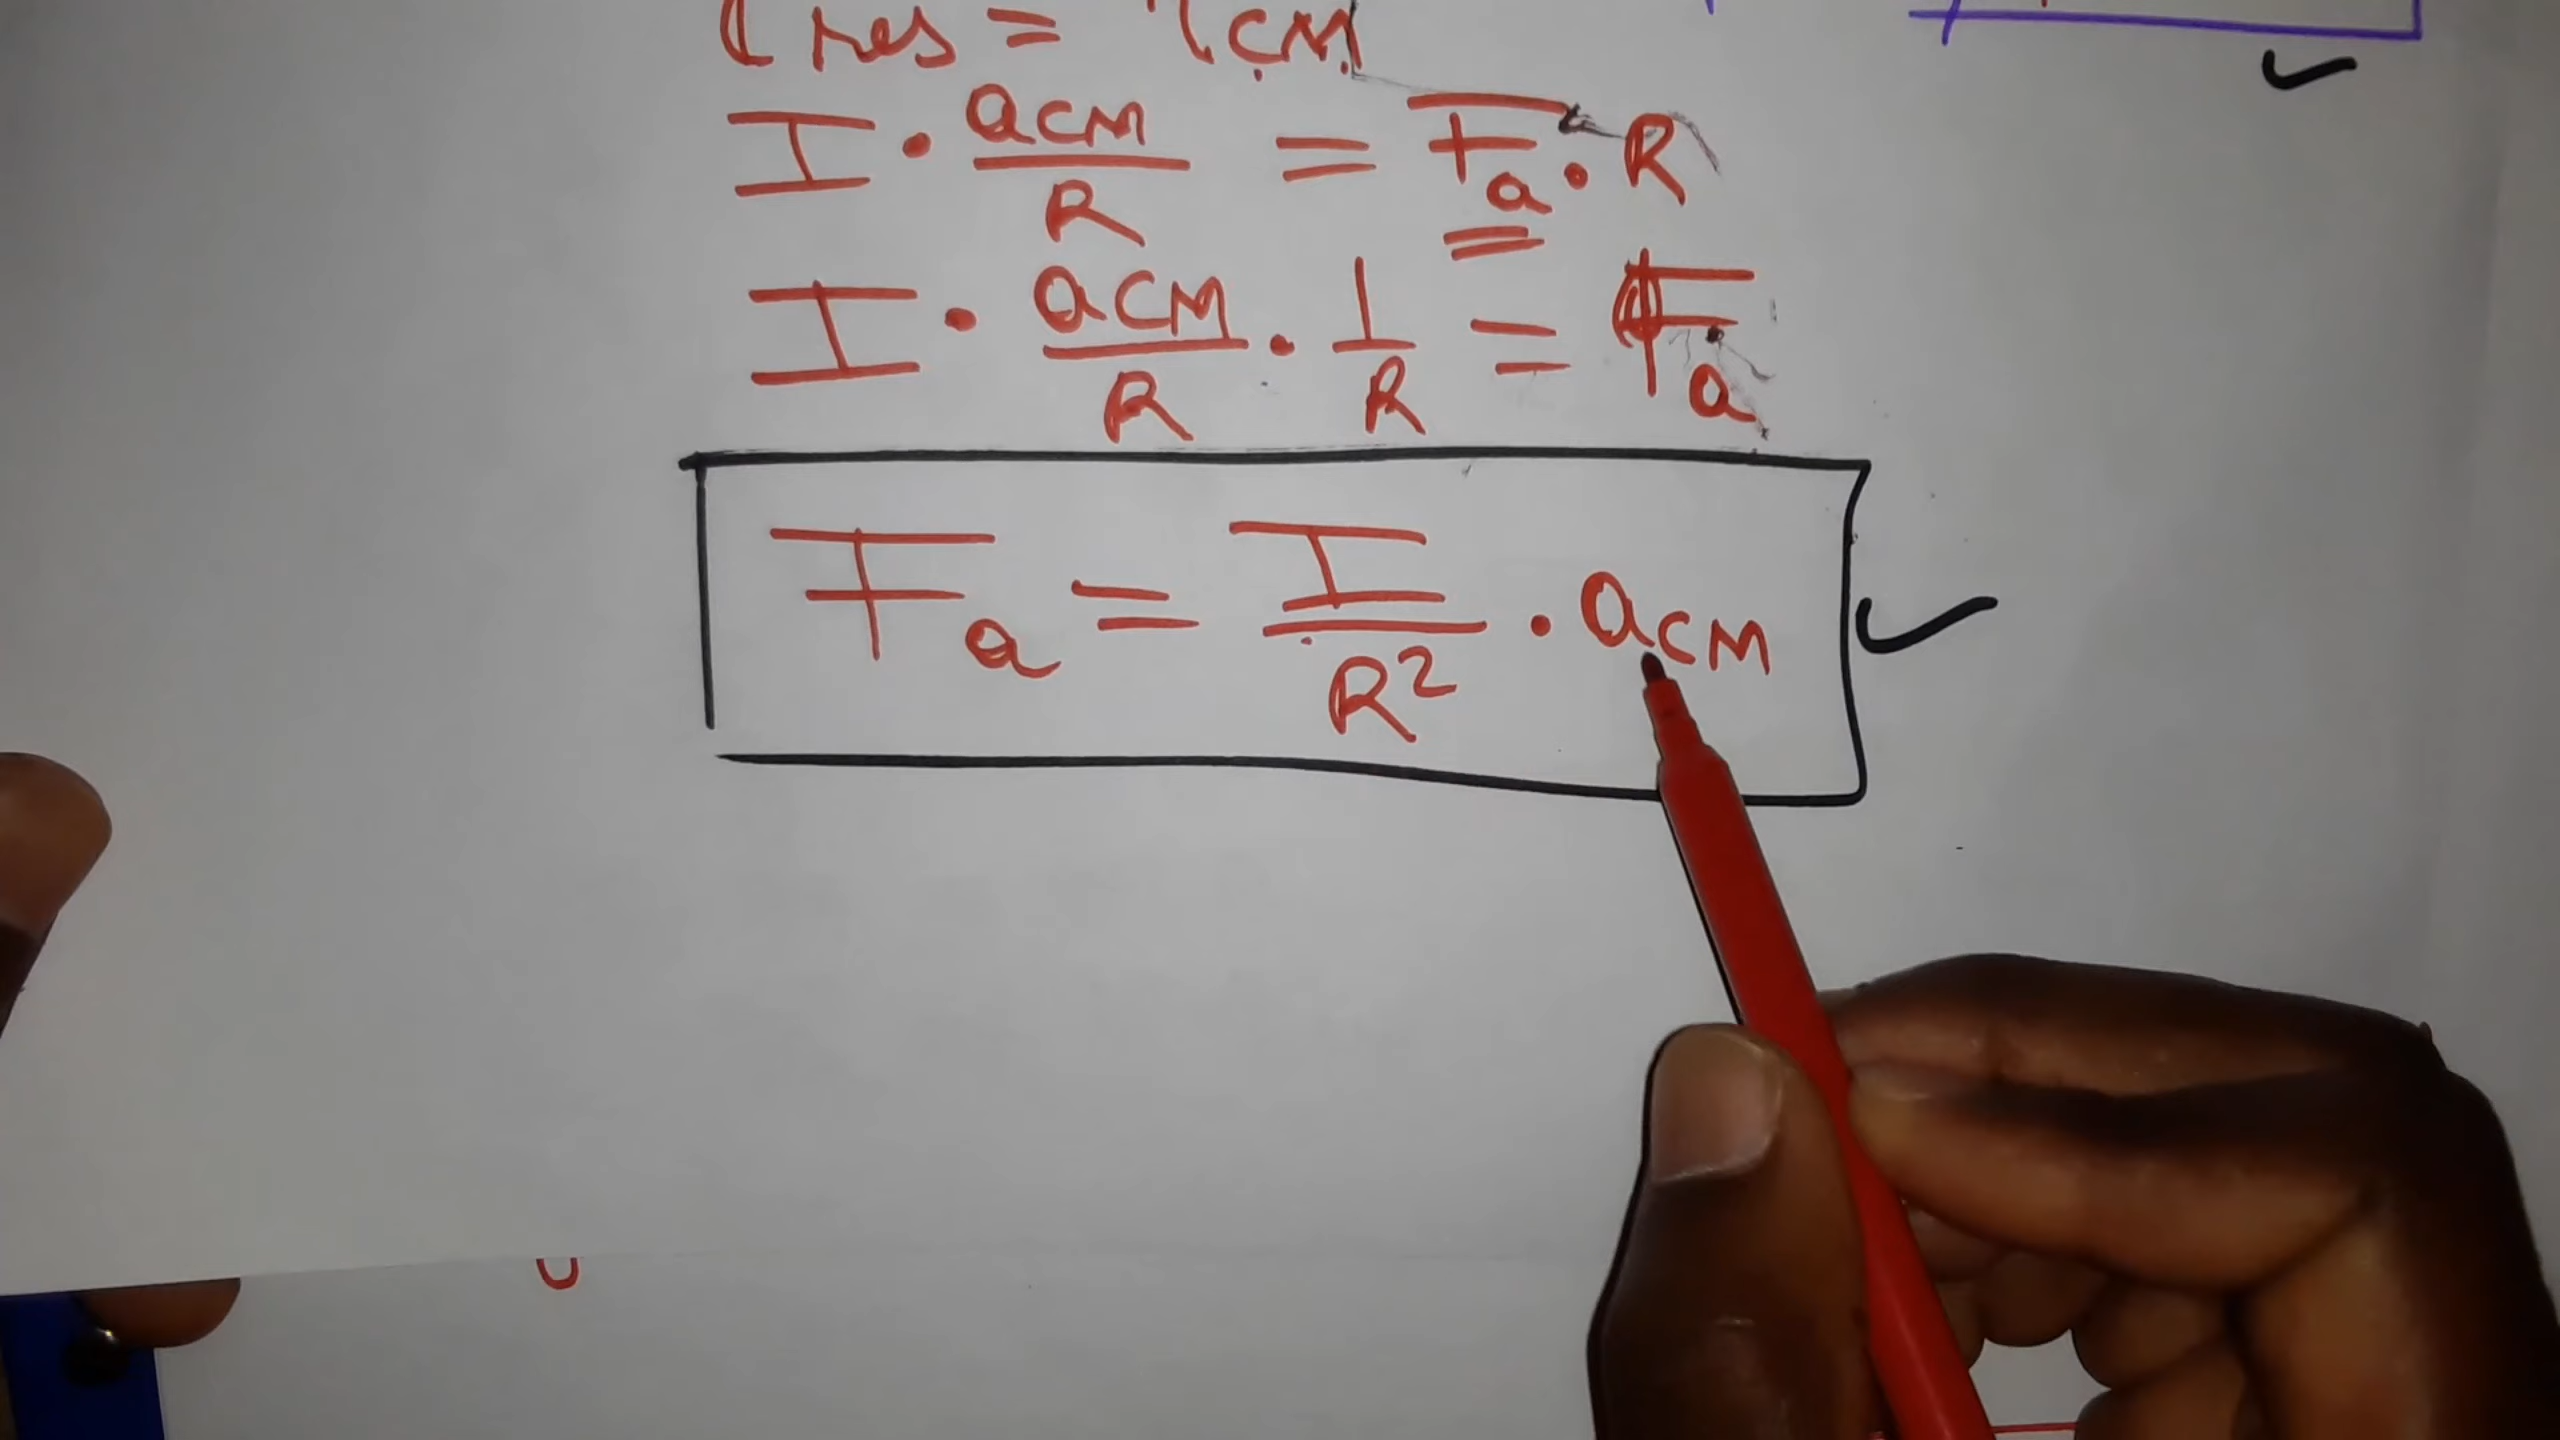 τres = τcm
I · acm/R = Fa · R
I · acm/R · 1/R = Fa
Fa = I/R² · acm